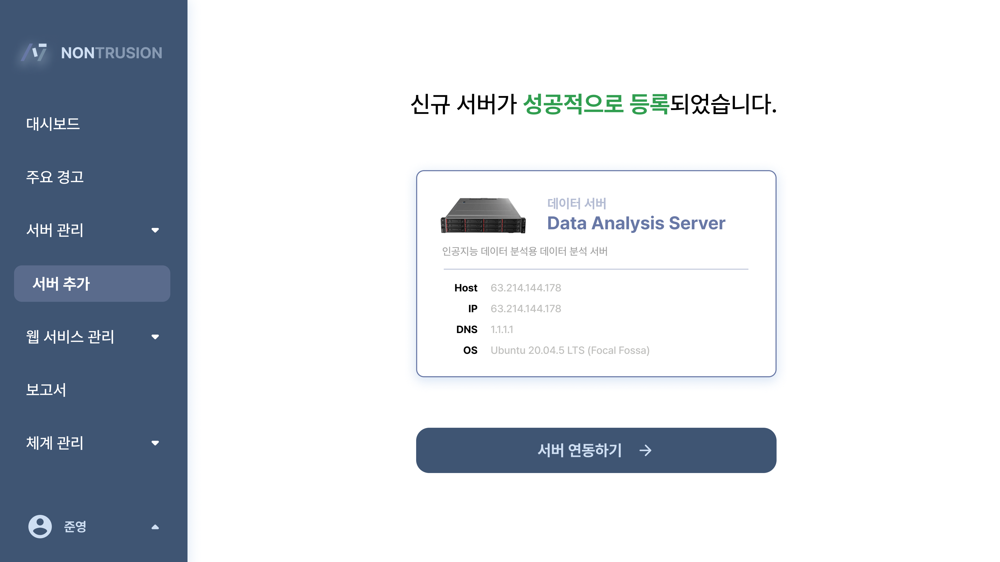 NONTRUSION
대시보드
주요 경고
서버 관리
서버 추가
웹 서비스 관리
보고서
체계 관리
준영
신규 서버가 성공적으로 등록되었습니다.
데이터 서버
Data Analysis Server
인공지능 데이터 분석용 데이터 분석 서버
Host 63.214.144.178
IP 63.214.144.178
DNS 1.1.1.1
OS Ubuntu 20.04.5 LTS (Focal Fossa)
서버 연동하기 →